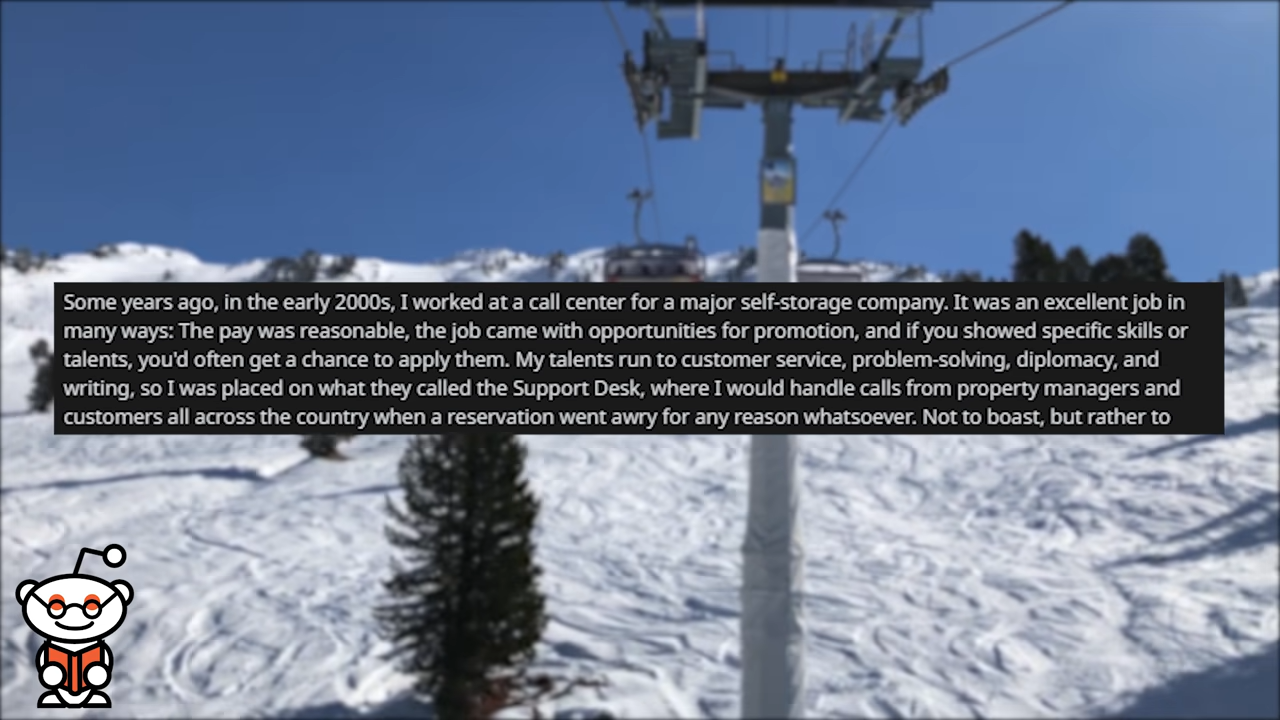 Some years ago, in the early 2000s, I worked at a call center for a major self-storage company. It was an excellent job in
many ways: The pay was reasonable, the job came with opportunities for promotion, and if you showed specific skills or
talents, you'd often get a chance to apply them. My talents run to customer service, problem-solving, diplomacy, and
writing, so I was placed on what they called the Support Desk, where I would handle calls from property managers and
customers all across the country when a reservation went awry for any reason whatsoever. Not to boast, but rather to